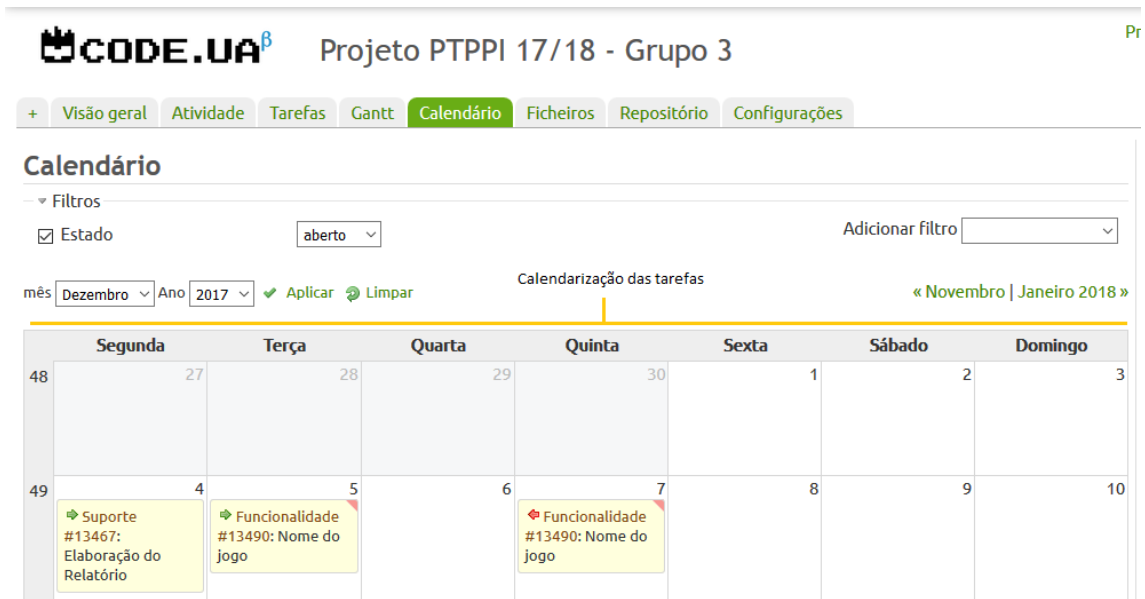 CODE.UAβ Projeto PTPPI 17/18 - Grupo 3
+ Visão geral Atividade Tarefas Gantt Calendário Ficheiros Repositório Configurações
Calendário
Filtros
Estado aberto Adicionar filtro
Calendarização das tarefas
mês Dezembro Ano 2017 Aplicar Limpar « Novembro | Janeiro 2018 »
Segunda Terça Quarta Quinta Sexta Sábado Domingo
48 27 28 29 30 1 2 3
49 4 5 6 7 8 9 10
Suporte
#13467:
Elaboração do
Relatório
Funcionalidade
#13490: Nome do
jogo
Funcionalidade
#13490: Nome do
jogo